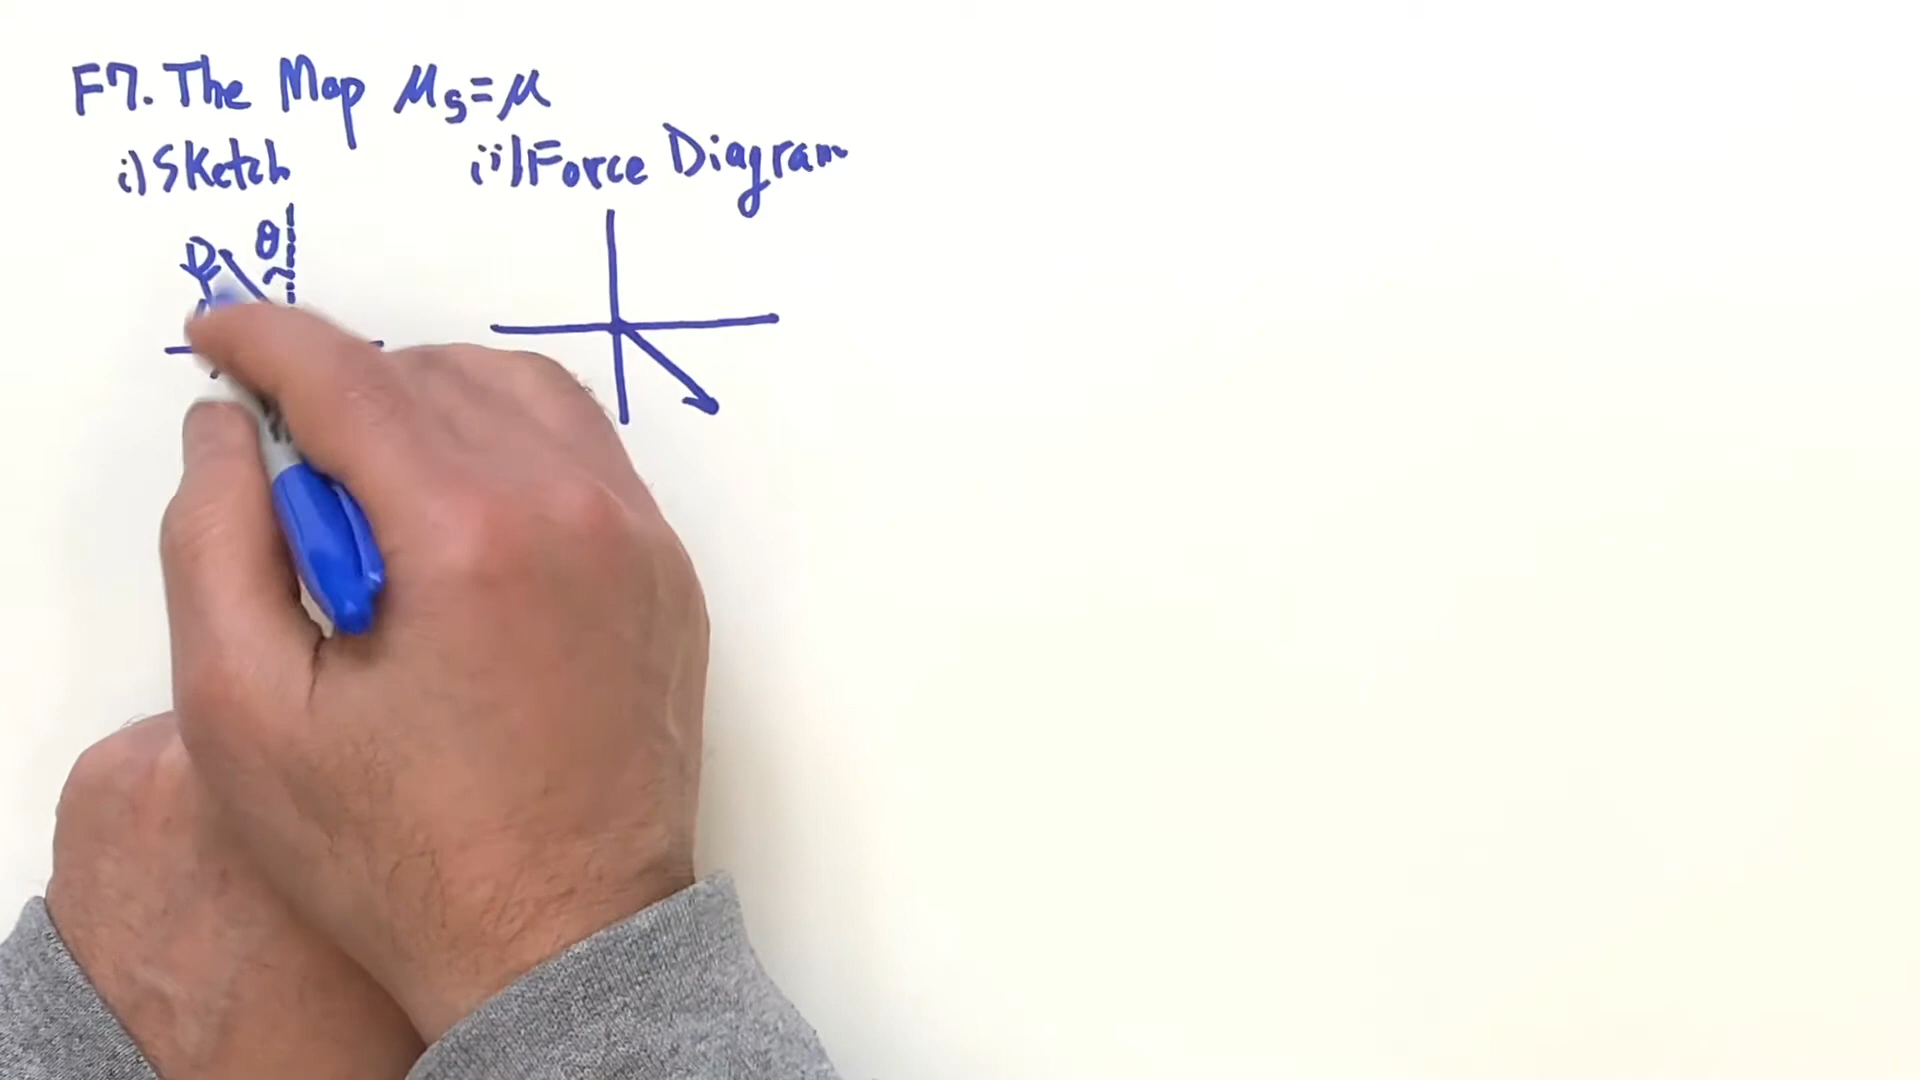 F7. The Mop μs=μ
i) Sketch
ii) Force Diagram
θ